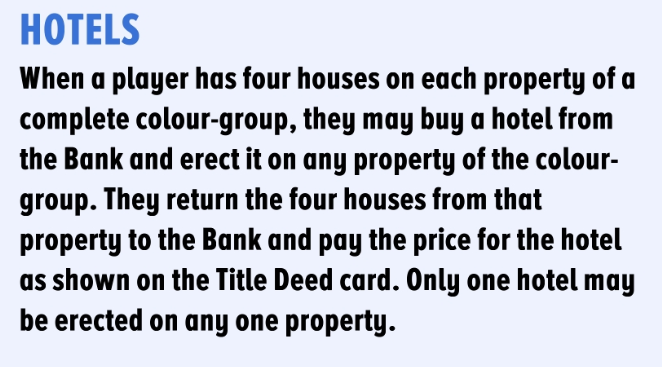 HOTELS
When a player has four houses on each property of a
complete colour-group, they may buy a hotel from
the Bank and erect it on any property of the colour-
group. They return the four houses from that
property to the Bank and pay the price for the hotel
as shown on the Title Deed card. Only one hotel may
be erected on any one property.